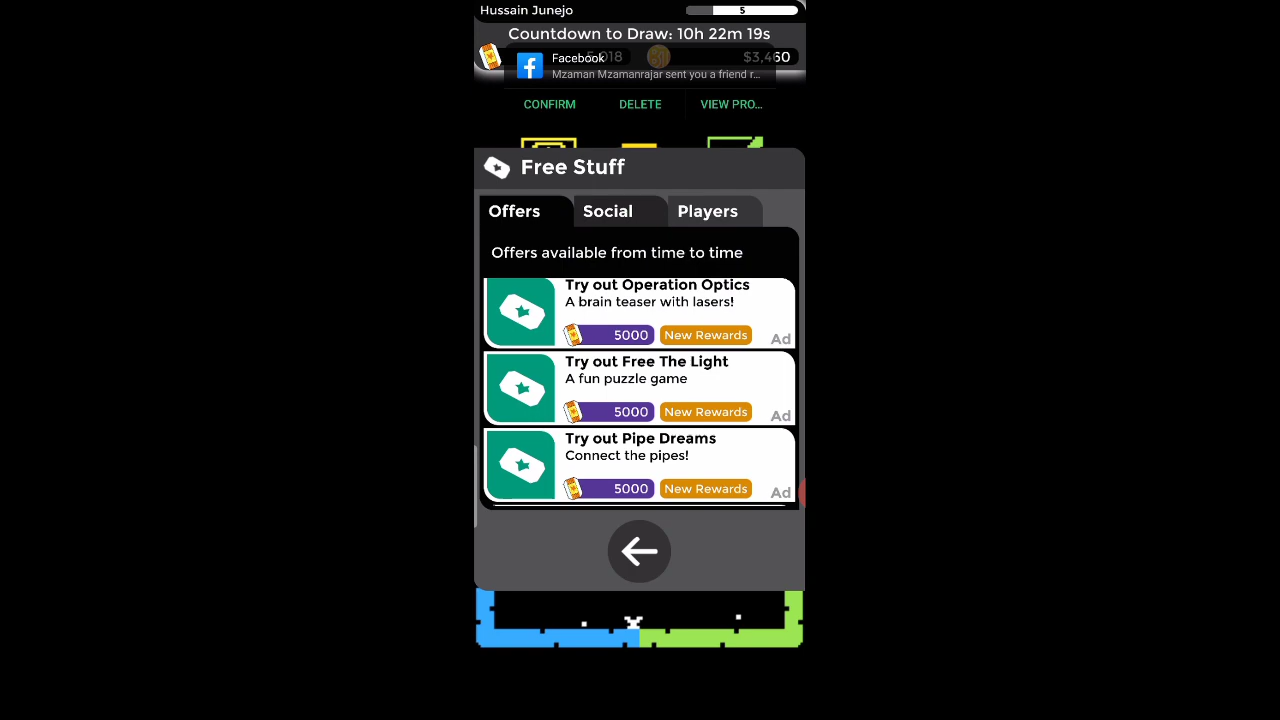 Hussain Junejo
5
Countdown to Draw: 10h 22m 19s
Facebook
$3,460
Mzaman Mzamanrajar sent you a friend r...
CONFIRM DELETE VIEW PRO...
Free Stuff
Offers Social Players
Offers available from time to time
Try out Operation Optics
A brain teaser with lasers!
5000 New Rewards Ad
Try out Free The Light
A fun puzzle game
5000 New Rewards Ad
Try out Pipe Dreams
Connect the pipes!
5000 New Rewards Ad